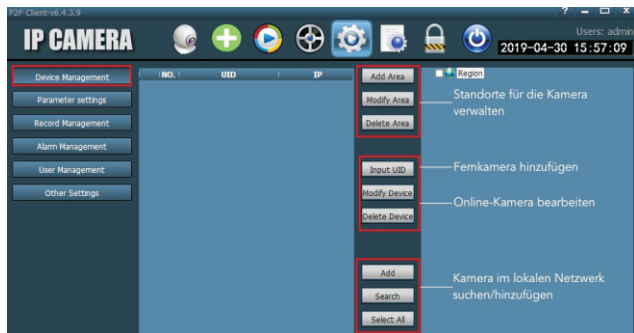 P2P Client-v6.4.3.9
IP CAMERA
Users: admin
2019-04-30 15:57:09
Device Management
Parameter settings
Record Management
Alarm Management
User Management
Other Settings
NO. UID IP
Add Area
Modify Area
Delete Area
Region
Standorte für die Kamera
verwalten
Input UID
Modify Device
Delete Device
Fernkamera hinzufügen
Online-Kamera bearbeiten
Add
Search
Select All
Kamera im lokalen Netzwerk
suchen/hinzufügen